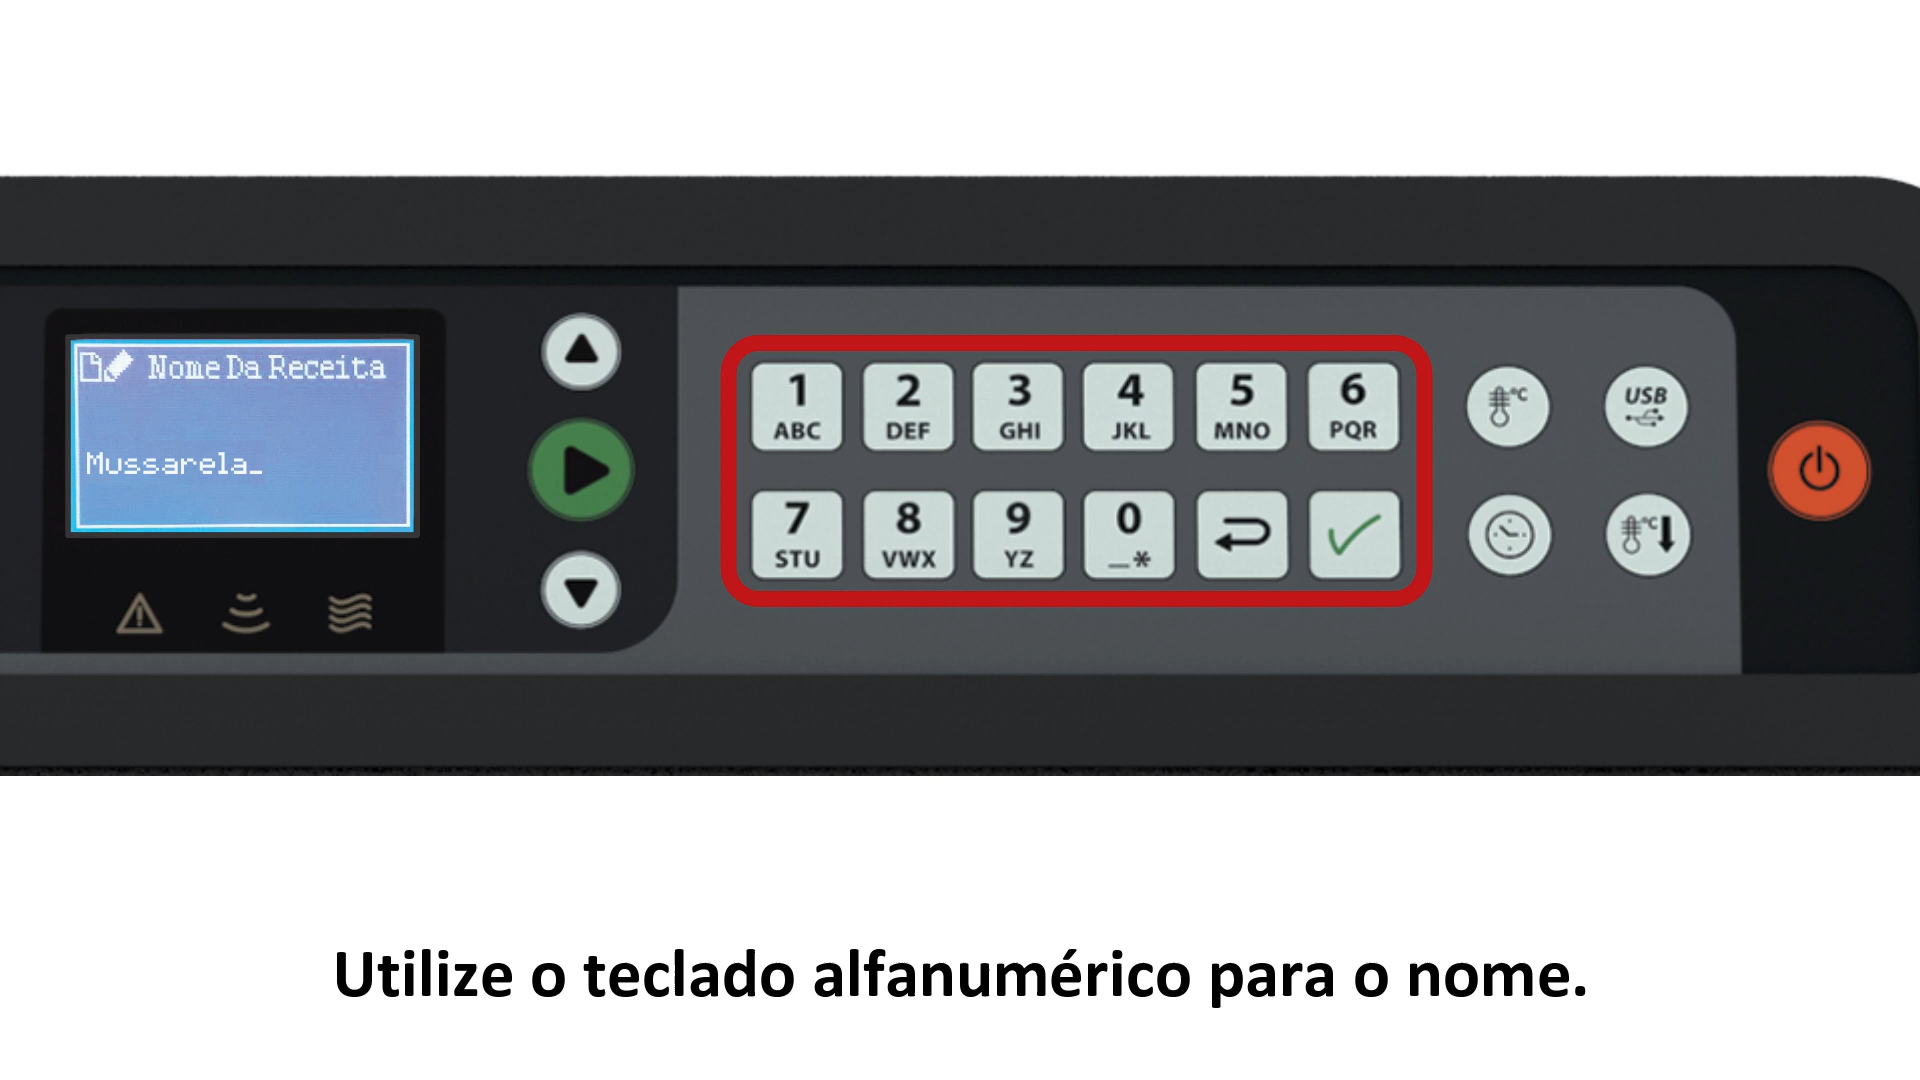 Nome Da Receita
Mussarela_
1 2 3 4 5 6
ABC DEF GHI JKL MNO PQR
°C USB
7 8 9 0
STU VWX YZ _*
°C
Utilize o teclado alfanumérico para o nome.